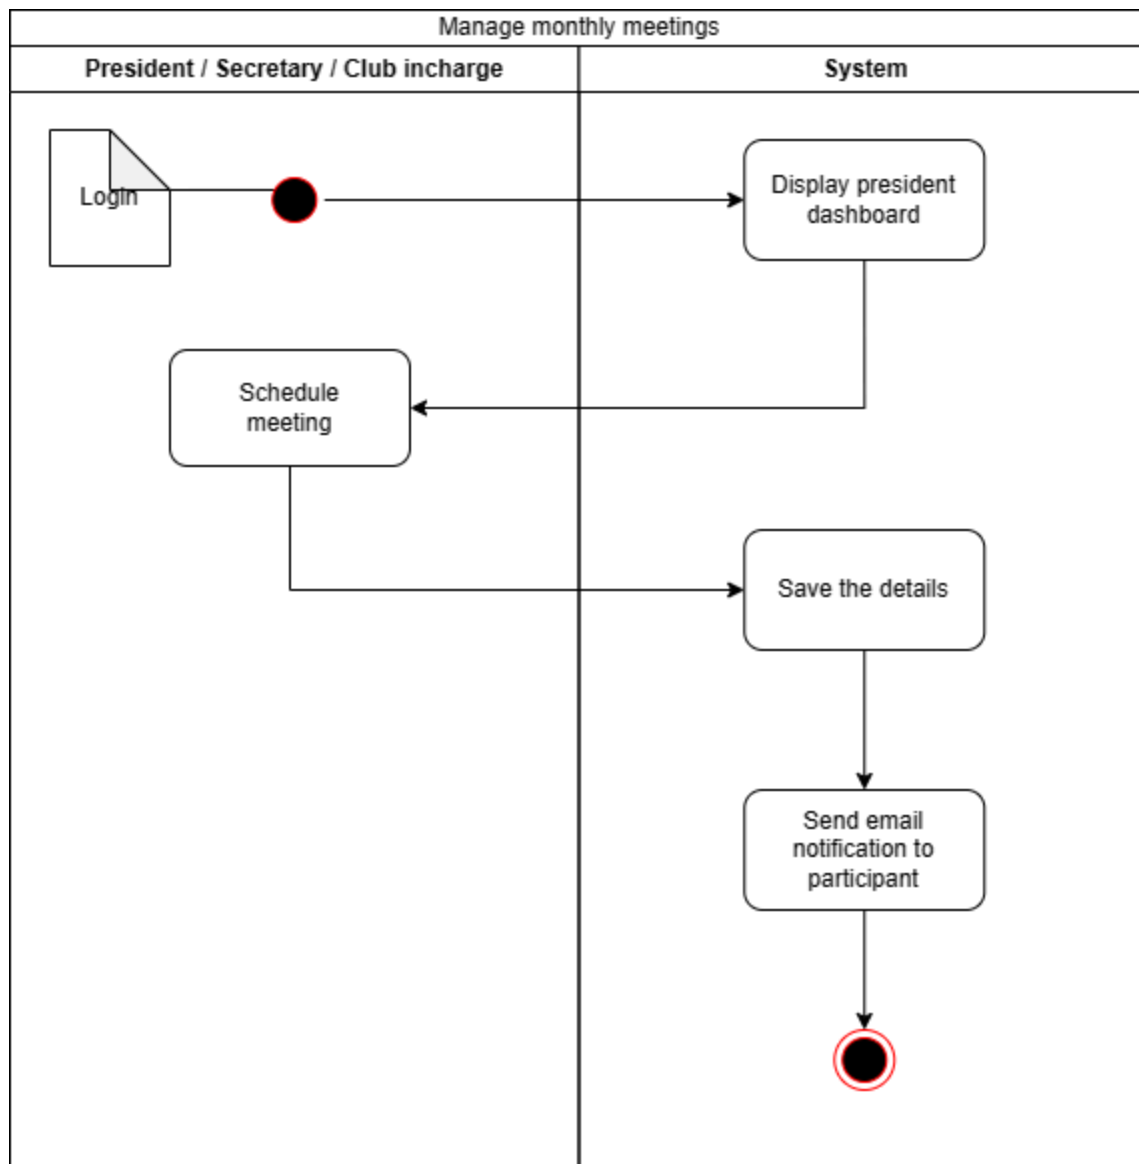 Manage monthly meetings
President / Secretary / Club incharge
System
Login
Display president
dashboard
Schedule
meeting
Save the details
Send email
notification to
participant